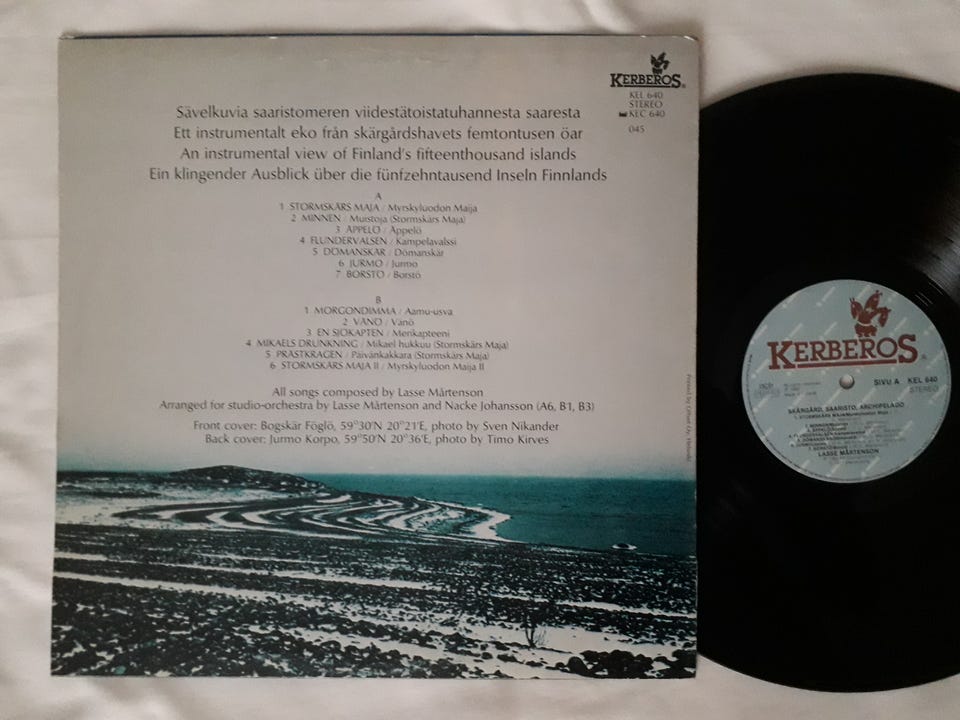 KERBEROS
KEL 640
STEREO
KEC 640
045
Sävelkuvia saaristomeren viidestätoistatuhannesta saaresta
Ett instrumentalt eko från skärgårdshavets femtontusen öar
An instrumental view of Finland's fifteenthousand islands
Ein klingender Ausblick über die fünfzehntausend Inseln Finnlands
A
1 STORMSKÄRS MAJA / Myrskyluodon Maija
2 MINNEN / Muistoja (Stormskärs Maja)
3 ÄPPELÖ / Äppelö
4 FLUNDERVALSEN / Kampelavalssi
5 DÖMANSKÄR / Dömanskär
6 JURMO / Jurmo
7 BORSTÖ / Borstö
B
1 MORGONDIMMA / Aamu-usva
2 VÄNÖ / Vänö
3 EN SJÖKAPTEN / Merikapteeni
4 MIKAELS DRUNKNING / Mikael hukkuu (Stormskärs Maja)
5 PRÄSTKRAGEN / Päivänkakkara (Stormskärs Maja)
6 STORMSKÄRS MAJA II / Myrskyluodon Maija II
All songs composed by Lasse Mårtenson
Arranged for studio-orchestra by Lasse Mårtenson and Nacke Johansson (A6, B1, B3)
Front cover: Bogskär Föglö, 59°30'N 20°21'E, photo by Sven Nikander
Back cover: Jurmo Korpo, 59°50'N 20°36'E, photo by Timo Kirves
KERBEROS
SIVU A KEL 640
STEREO
SKÄRGÅRD, SAARISTO, ARCHIPELAGO
LASSE MÅRTENSON